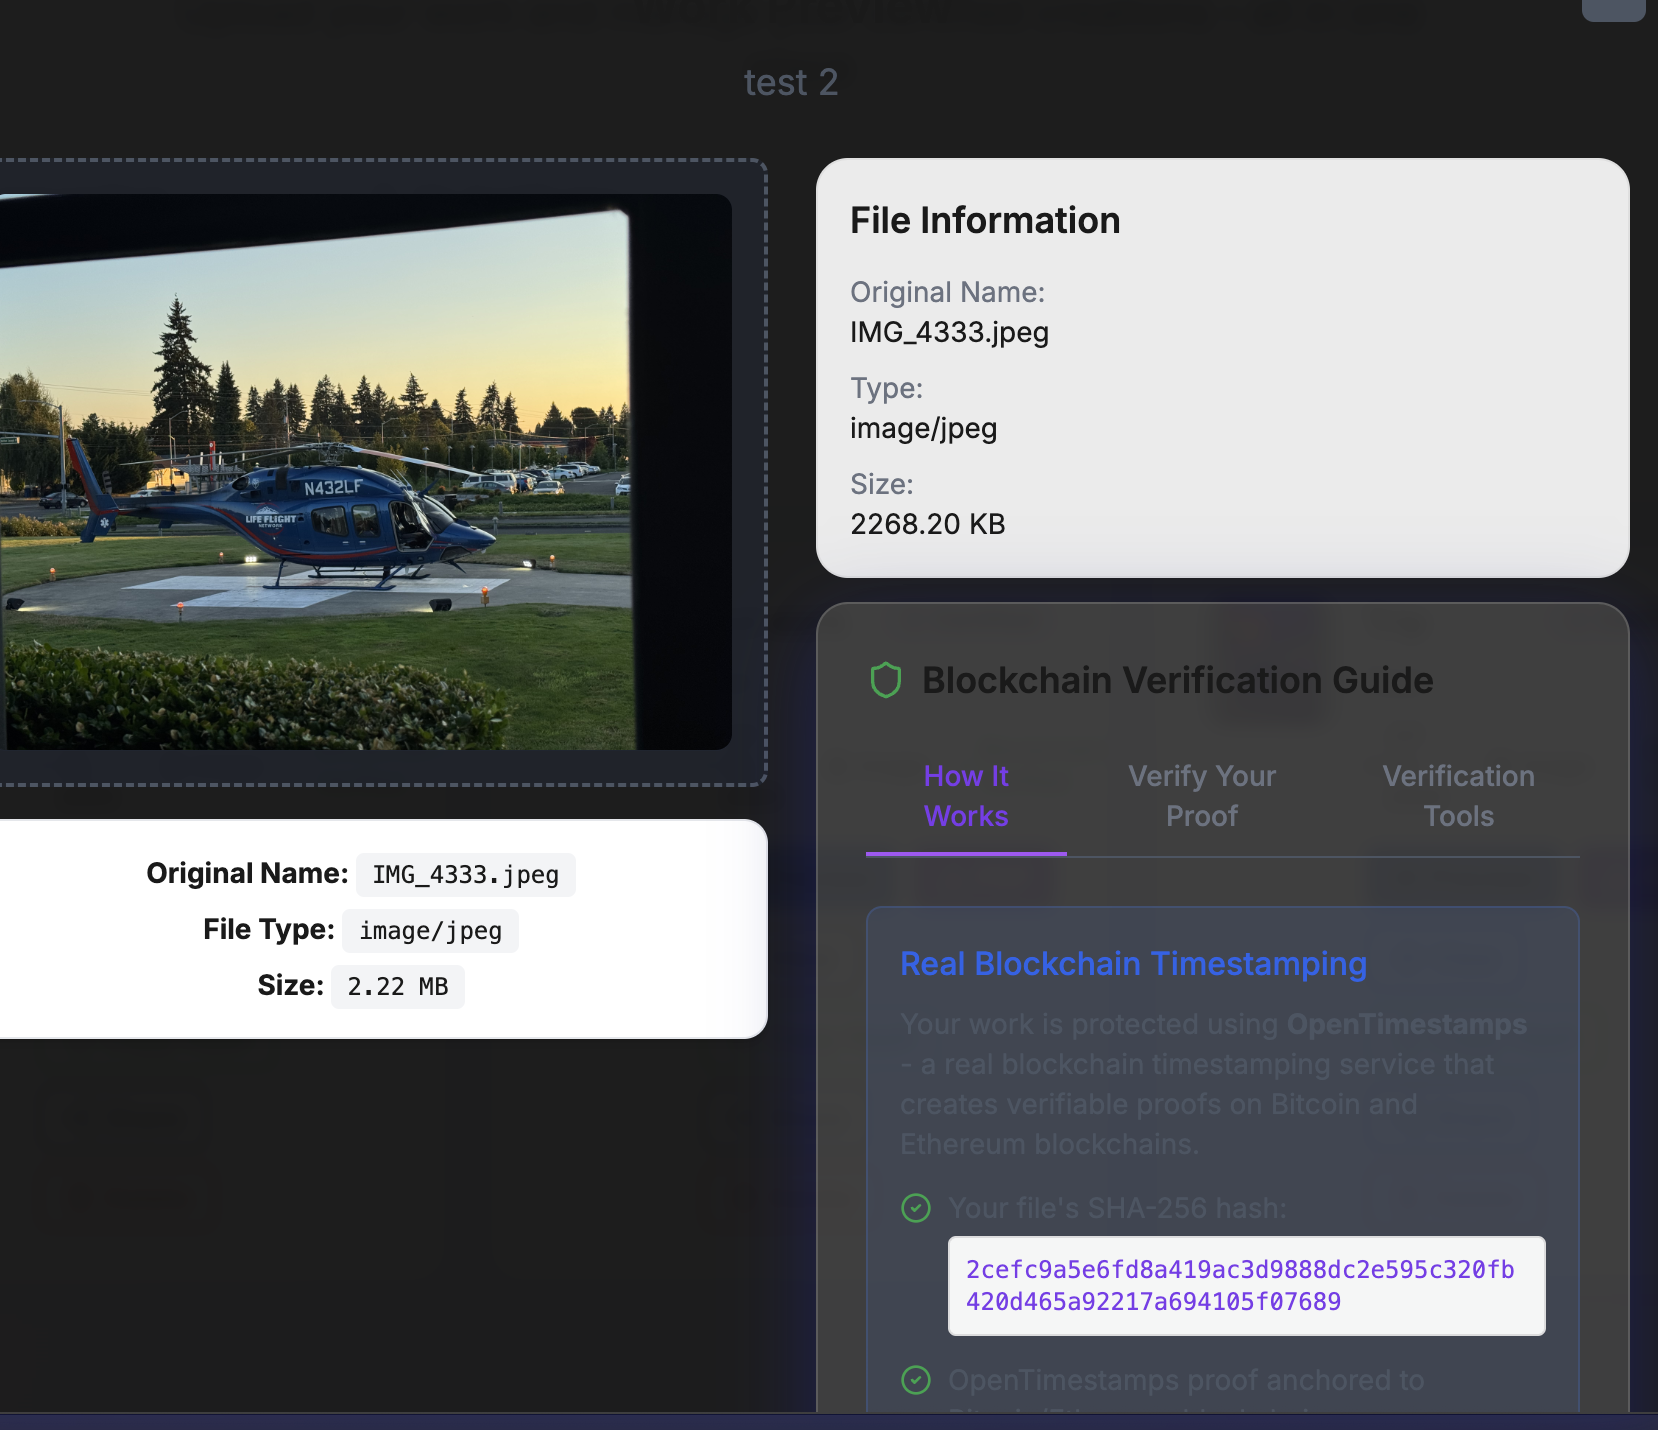 test 2
N432LF
LIFE FLIGHT
NETWORK
Original Name: IMG_4333.jpeg
File Type: image/jpeg
Size: 2.22 MB
File Information
Original Name:
IMG_4333.jpeg
Type:
image/jpeg
Size:
2268.20 KB
Blockchain Verification Guide
How It
Works
Verify Your
Proof
Verification
Tools
Real Blockchain Timestamping
Your work is protected using OpenTimestamps
- a real blockchain timestamping service that
creates verifiable proofs on Bitcoin and
Ethereum blockchains.
Your file's SHA-256 hash:
2cefc9a5e6fd8a419ac3d9888dc2e595c320fb
420d465a92217a694105f07689
OpenTimestamps proof anchored to